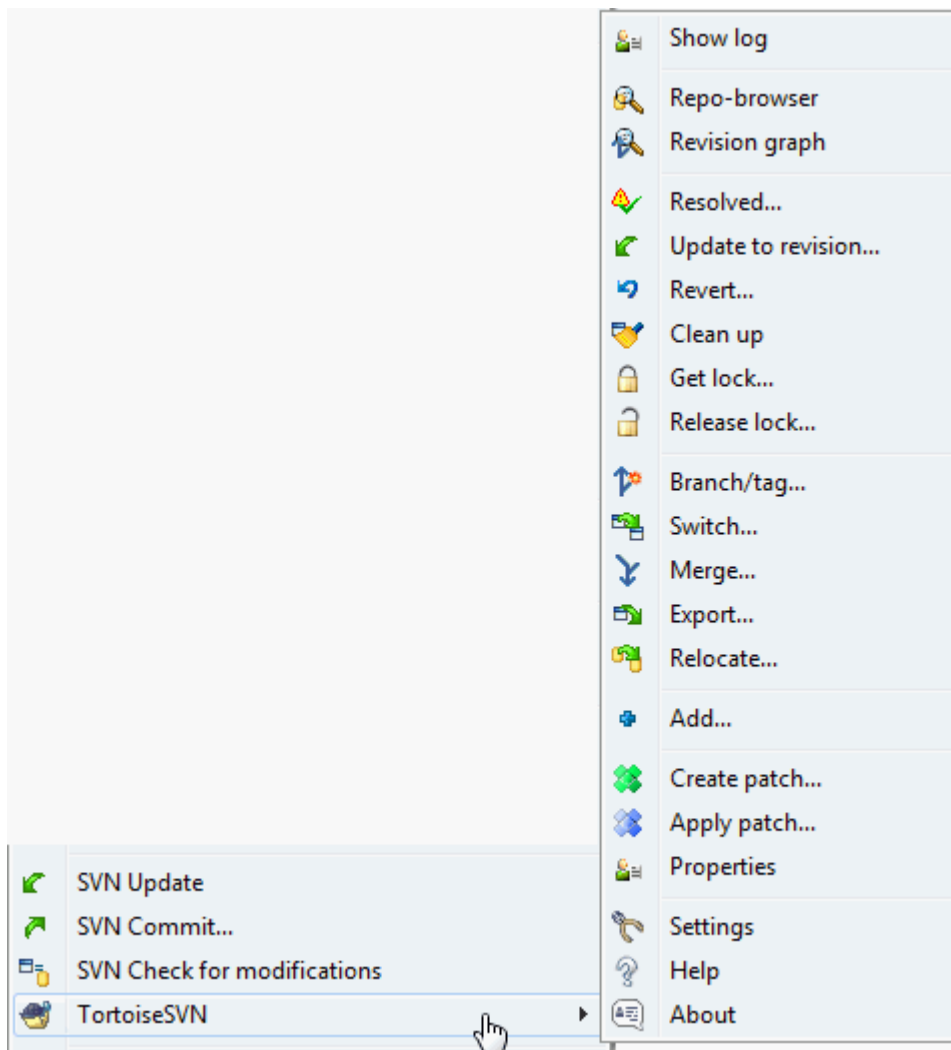 Show log
Repo-browser
Revision graph
Resolved...
Update to revision...
Revert...
Clean up
Get lock...
Release lock...
Branch/tag...
Switch...
Merge...
Export...
Relocate...
Add...
Create patch...
Apply patch...
Properties
Settings
Help
About
SVN Update
SVN Commit...
SVN Check for modifications
TortoiseSVN